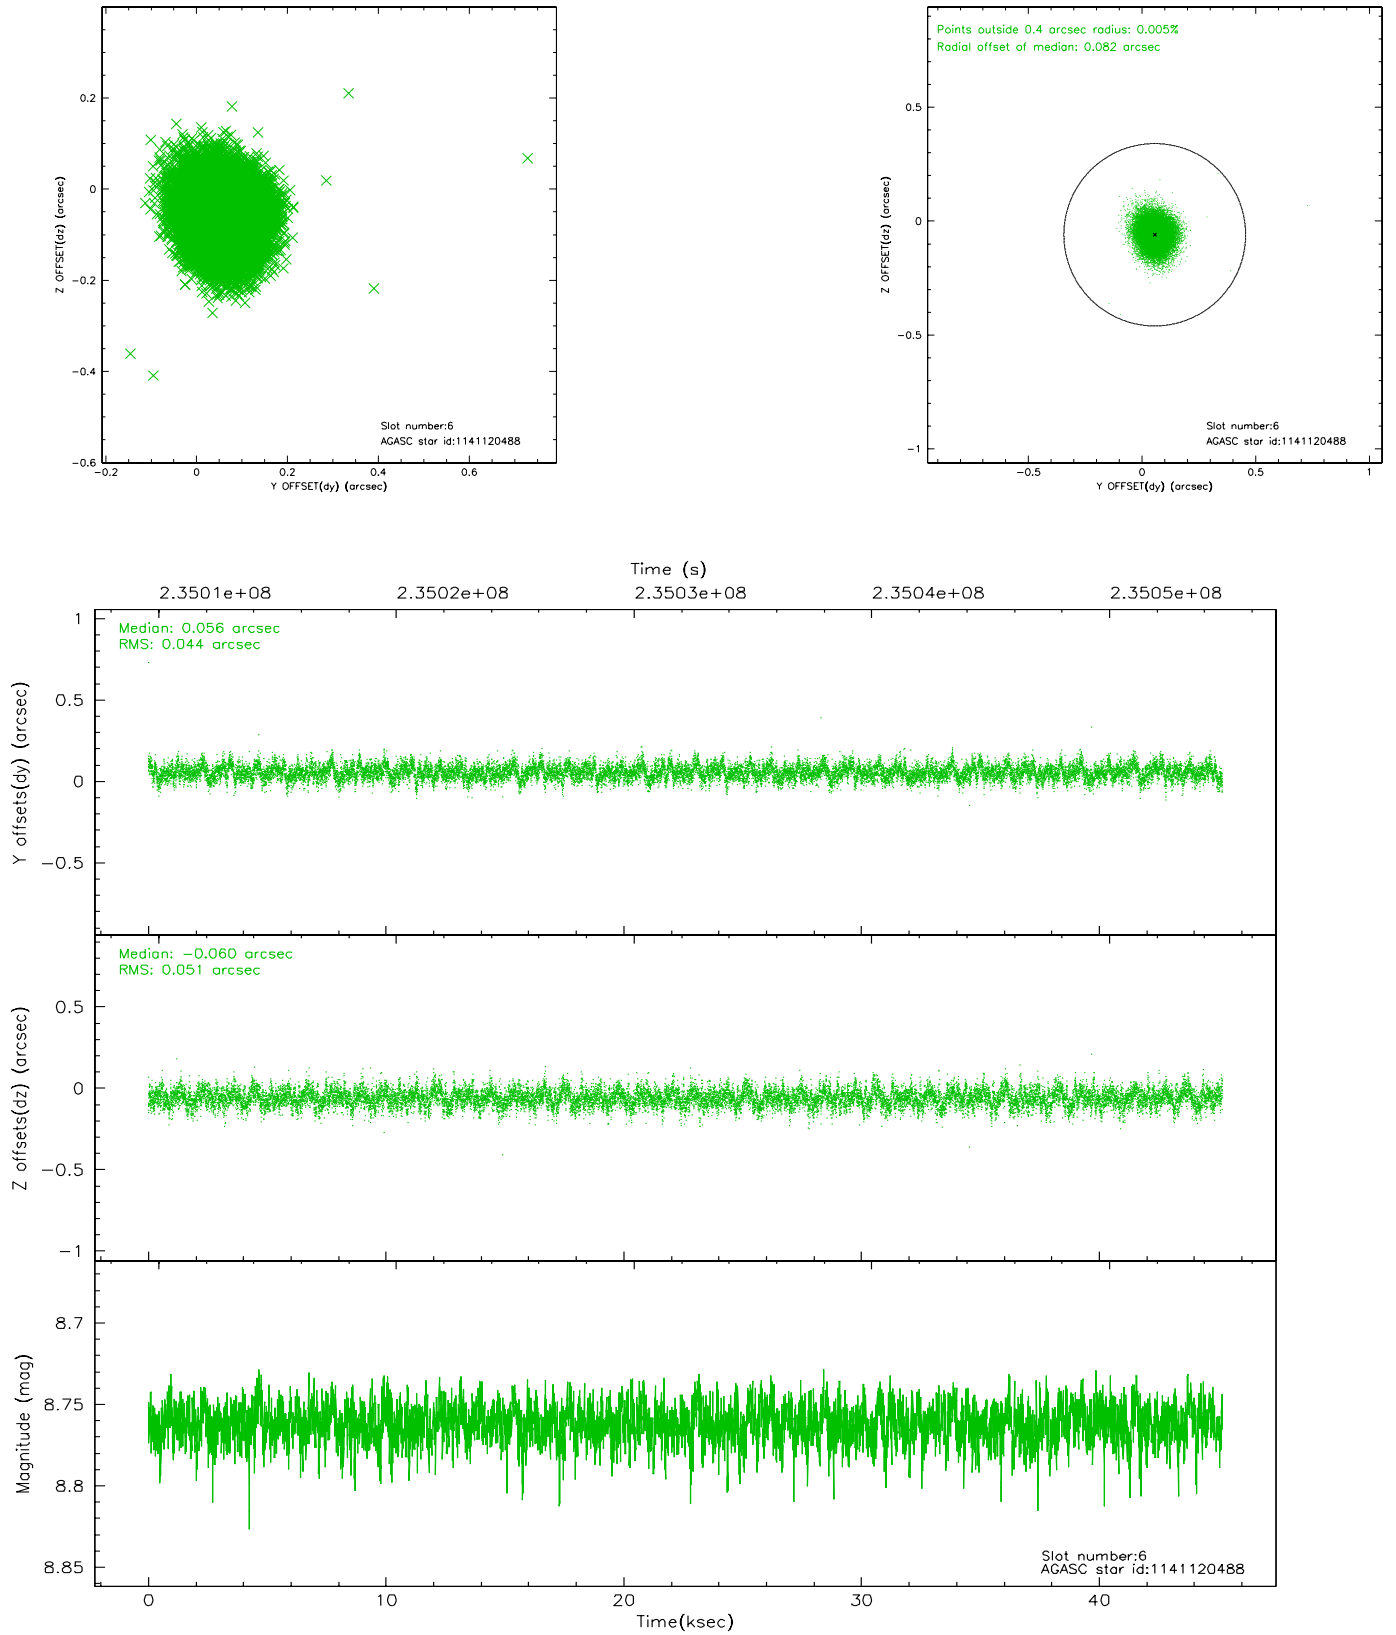 0.2
0
-0.2
-0.4
-0.6
Z OFFSET(dz) (arcsec)
Slot number:6
AGASC star id:1141120488
-0.2 0 0.2 0.4 0.6
Y OFFSET(dy) (arcsec)
Points outside 0.4 arcsec radius: 0.005%
Radial offset of median: 0.082 arcsec
0.5
0
-0.5
-1
Z OFFSET(dz) (arcsec)
Slot number:6
AGASC star id:1141120488
-0.5 0 0.5 1
Y OFFSET(dy) (arcsec)
Time (s)
2.3501e+08 2.3502e+08 2.3503e+08 2.3504e+08 2.3505e+08
Median: 0.056 arcsec
RMS: 0.044 arcsec
1
0.5
0
-0.5
Y offsets(dy) (arcsec)
Median: -0.060 arcsec
RMS: 0.051 arcsec
0.5
0
-0.5
-1
Z offsets(dz) (arcsec)
8.7
8.75
8.8
8.85
Magnitude (mag)
Slot number:6
AGASC star id:1141120488
0 10 20 30 40
Time(ksec)